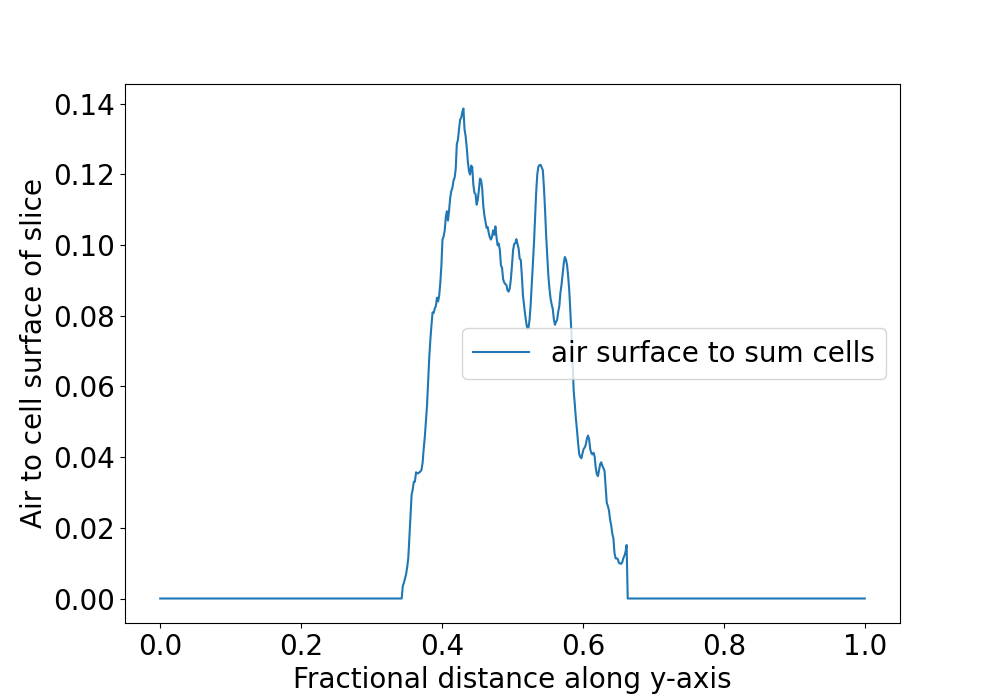 0.14
0.12
0.10
0.08
0.06
0.04
0.02
0.00
Air to cell surface of slice
air surface to sum cells
0.0 0.2 0.4 0.6 0.8 1.0
Fractional distance along y-axis